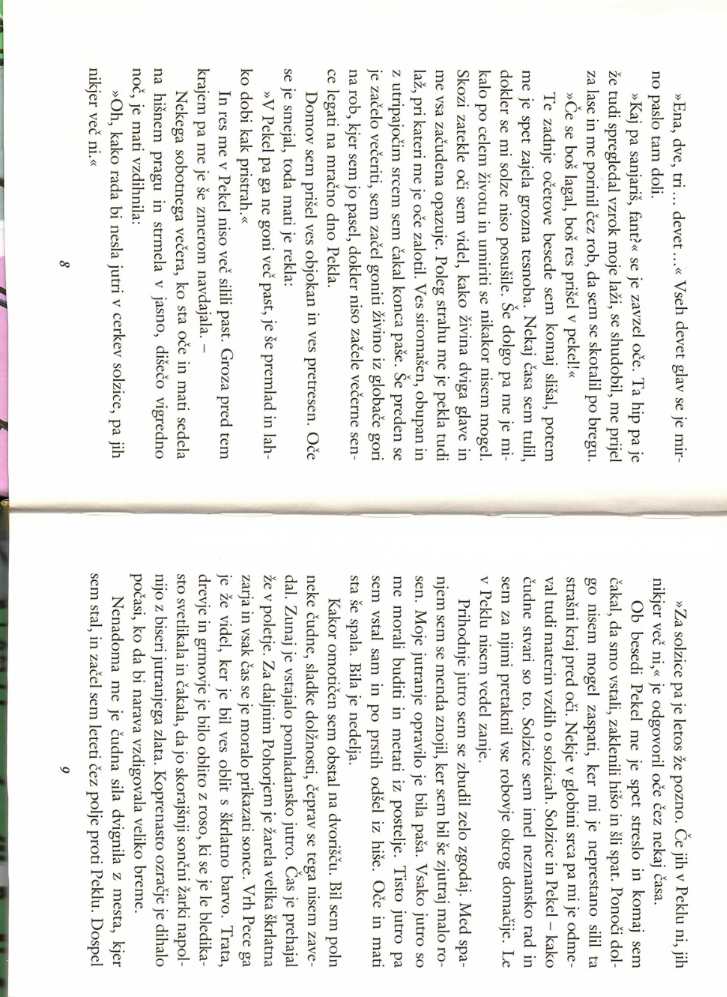 »Ena, dve, tri ... devet ...« Vseh devet glav se je mir-
no paslo tam doli.
»Kaj pa sanjariš, fant?« se je zavzel oče. Ta hip pa je
že tudi spregledal vzrok moje laži, se shudobil, me prijel
za lase in me porinil čez rob, da sem se skotalil po bregu.
»Če se boš lagal, boš res prišel v pekel!«
Te zadnje očetove besede sem komaj slišal, potem
me je spet zajela grozna tesnoba. Nekaj časa sem tulil,
dokler se mi solze niso posušile. Še dolgo pa me je mi-
kalo po celem životu in umiriti se nikakor nisem mogel.
Skozi zatekle oči sem videl, kako živina dviga glave in
me vsa začudena opazuje. Poleg strahu me je pekla tudi
laž, pri kateri me je oče zalotil. Ves siromašen, obupan in
z utripajočim srcem sem čakal konca paše. Še preden se
je začelo večeriti, sem začel goniti živino iz globače gori
na rob, kjer sem jo pasel, dokler niso začele večerne sen-
ce legati na mračno dno Pekla.
Domov sem prišel ves objokan in ves pretresen. Oče
se je smejal, toda mati je rekla:
»V Pekel pa ga ne goni več past, je še premlad in lah-
ko dobi kak pristrah.«
In res me v Pekel niso več silili past. Groza pred tem
krajem pa me je še zmerom navdajala. –
Nekega sobotnega večera, ko sta oče in mati sedela
na hišnem pragu in strmela v jasno, dišečo vigredno
noč, je mati vzdihnila:
»Oh, kako rada bi nesla jutri v cerkev solzice, pa jih
nikjer več ni.«
8
»Za solzice pa je letos že pozno. Če jih v Peklu ni, jih
nikjer več ni,« je odgovoril oče čez nekaj časa.
Ob besedi Pekel me je spet streslo in komaj sem
čakal, da smo vstali, zaklenili hišo in šli spat. Ponoči dol-
go nisem mogel zaspati, ker mi je neprestano silil ta
strašni kraj pred oči. Nekje v globini srca pa mi je odme-
val tudi materin vzdih o solzicah. Solzice in Pekel – kako
čudne stvari so to. Solzice sem imel neznansko rad in
sem za njimi pretaknil vse robovje okrog domačije. Le
v Peklu nisem vedel zanje.
Prihodnje jutro sem se zbudil zelo zgodaj. Med spa-
njem sem se menda znojil, ker sem bil še zjutraj malo ro-
sen. Moje jutranje opravilo je bila paša. Vsako jutro so
me morali buditi in metati iz postelje. Tisto jutro pa
sem vstal sam in po prstih odšel iz hiše. Oče in mati
sta še spala. Bila je nedelja.
Kakor omotičen sem obstal na dvorišču. Bil sem poln
neke čudne, sladke dolžnosti, čeprav se tega nisem zave-
dal. Zunaj je vstajalo pomladansko jutro. Čas je prehajal
že v poletje. Za daljnim Pohorjem je žarela velika škrlatna
zarja in vsak čas se je moralo prikazati sonce. Vrh Pece ga
je že videl, ker je bil ves oblit s škrlatno barvo. Trata,
drevje in grmovje je bilo oblito z roso, ki se je le bledika-
sto svetlikala in čakala, da jo skorajšnji sončni žarki napol-
nijo z biseri jutranjega zlata. Koprenasto ozračje je dihalo
počasi, ko da bi narava vzdigovala veliko breme.
Nenadoma me je čudna sila dvignila z mesta, kjer
sem stal, in začel sem leteti čez polje proti Peklu. Dospel
9